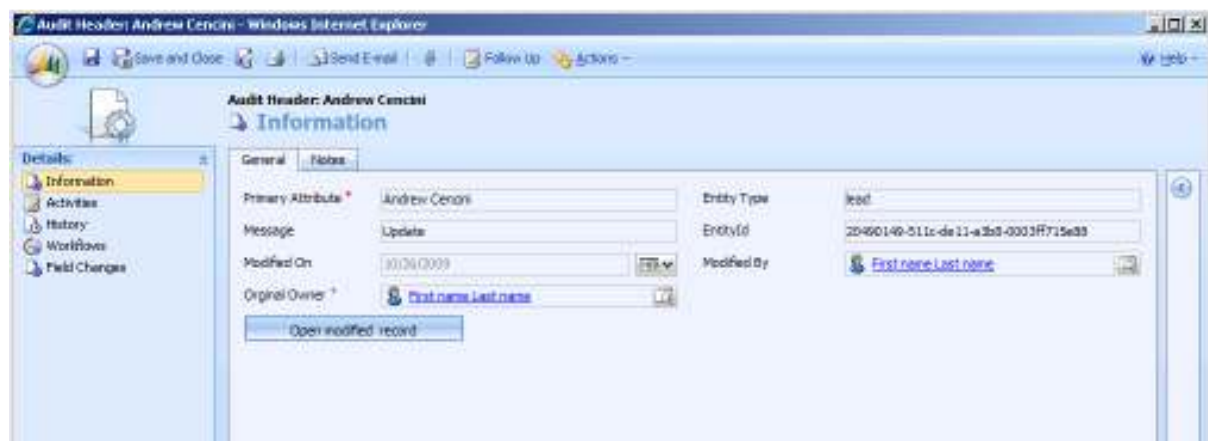 Audit Header: Andrew Cencini - Windows Internet Explorer
Save and Close Send E-mail Follow Up Actions Help
Audit Header: Andrew Cencini
Information
Details:
Information
Activities
History
Workflows
Field Changes
General Notes
Primary Attribute * Andrew Cencini Entity Type lead
Message Update EntityId 20490149-511c-de11-a3b8-0003ff715e88
Modified On 10/26/2009 Modified By First name Last name
Orginal Owner * First name Last name
Open modified record